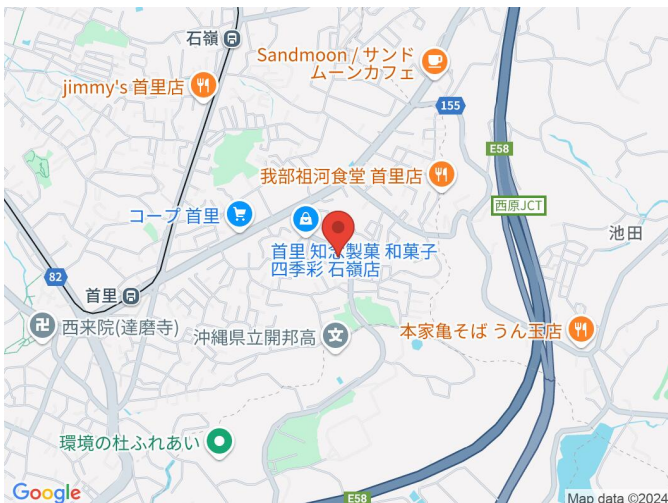 石嶺
Sandmoon / サンド
ムーンカフェ
jimmy's 首里店
155
E58
我部祖河食堂 首里店
西原JCT
コープ 首里
池田
首里 知念製菓 和菓子
四季彩 石嶺店
82
首里
西来院(達磨寺)
沖縄県立開邦高
本家亀そば うん玉店
環境の杜ふれあい
Google
E58
Map data ©2024